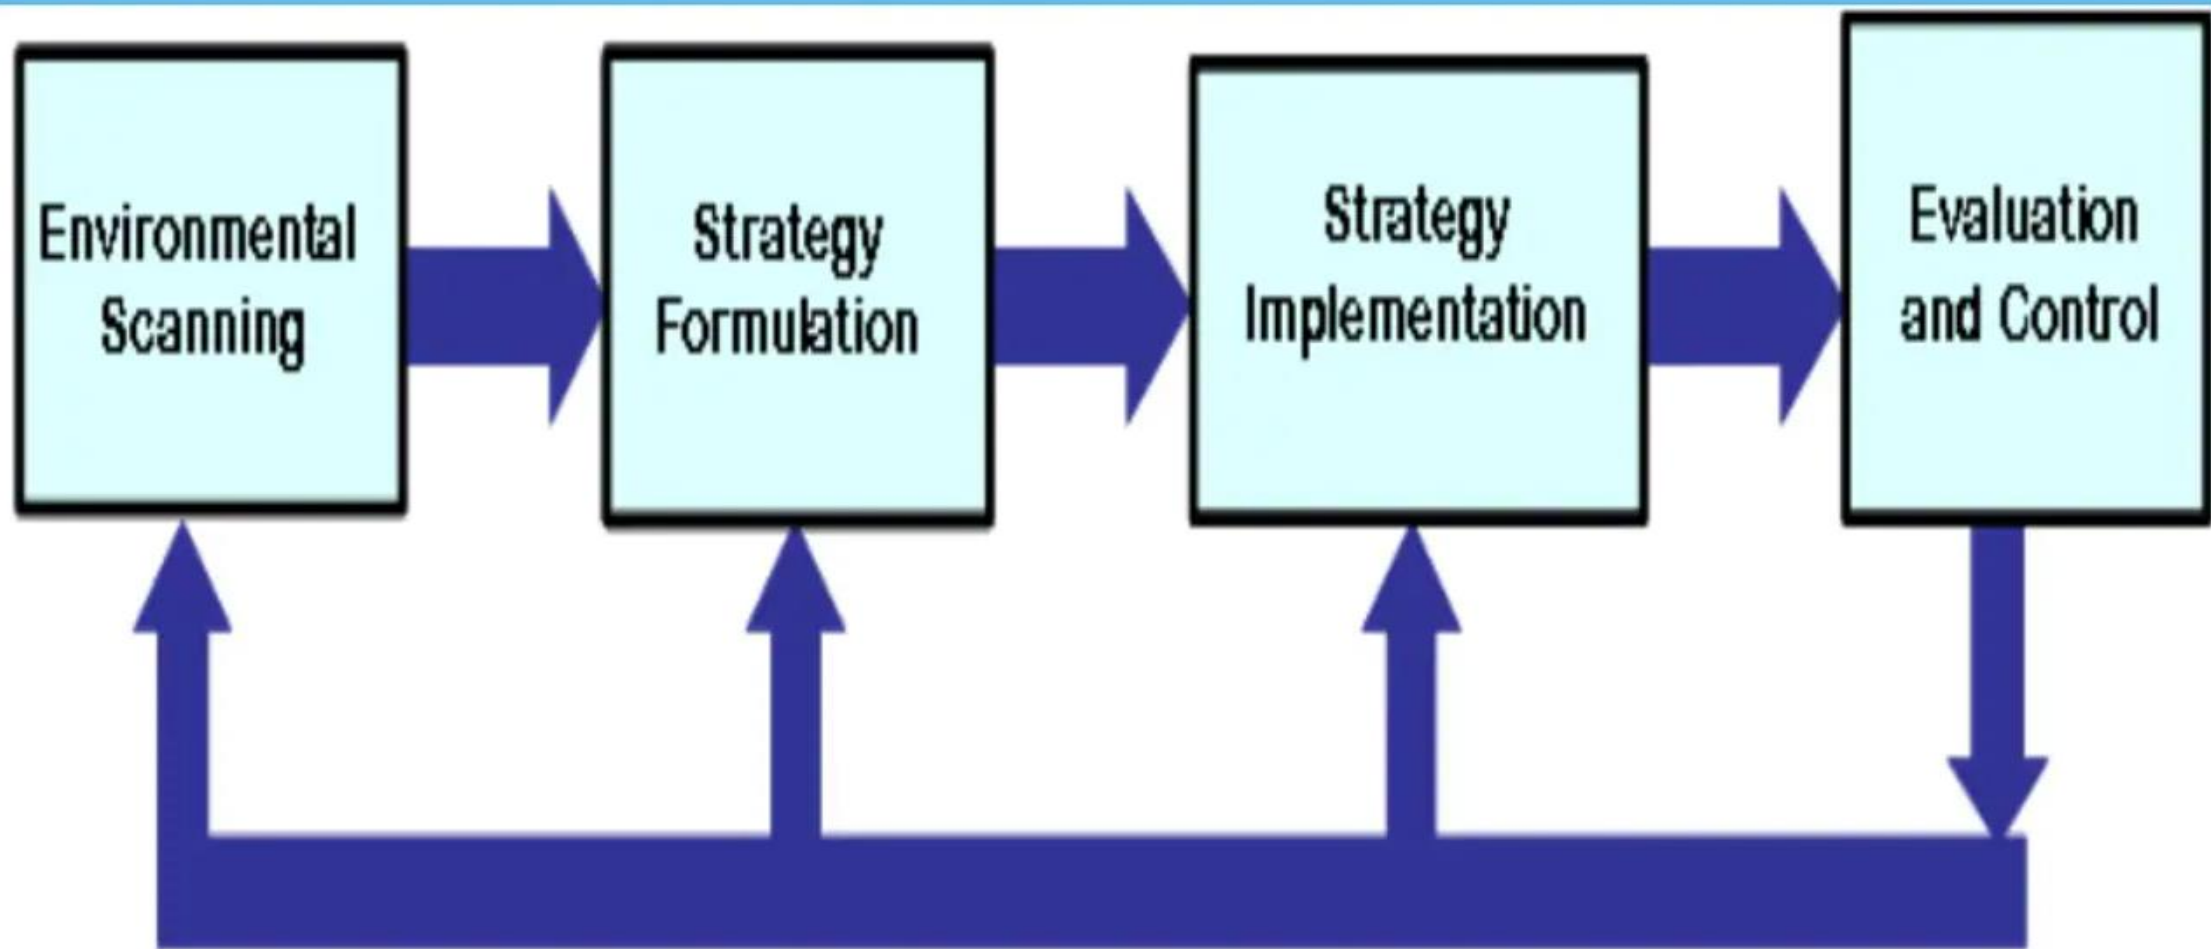 Environmental
Scanning
Strategy
Formulation
Strategy
Implementation
Evaluation
and Control